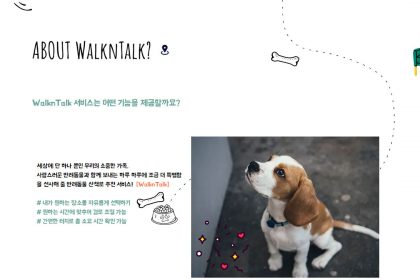 ABOUT WALKNTALK?
WalknTalk 서비스는 어떤 기능을 제공할까요?
세상에 단 하나 뿐인 우리의 소중한 가족,
사랑스러운 반려동물과 함께 보내는 하루 하루에 조금 더 특별함
을 선사해 줄 반려동물 산책로 추천 서비스! [WalknTalk]
# 내가 원하는 장소를 자유롭게 선택하기
# 원하는 시간에 맞추어 경로 조절 가능
# 간편한 터치로 총 소요 시간 확인 가능